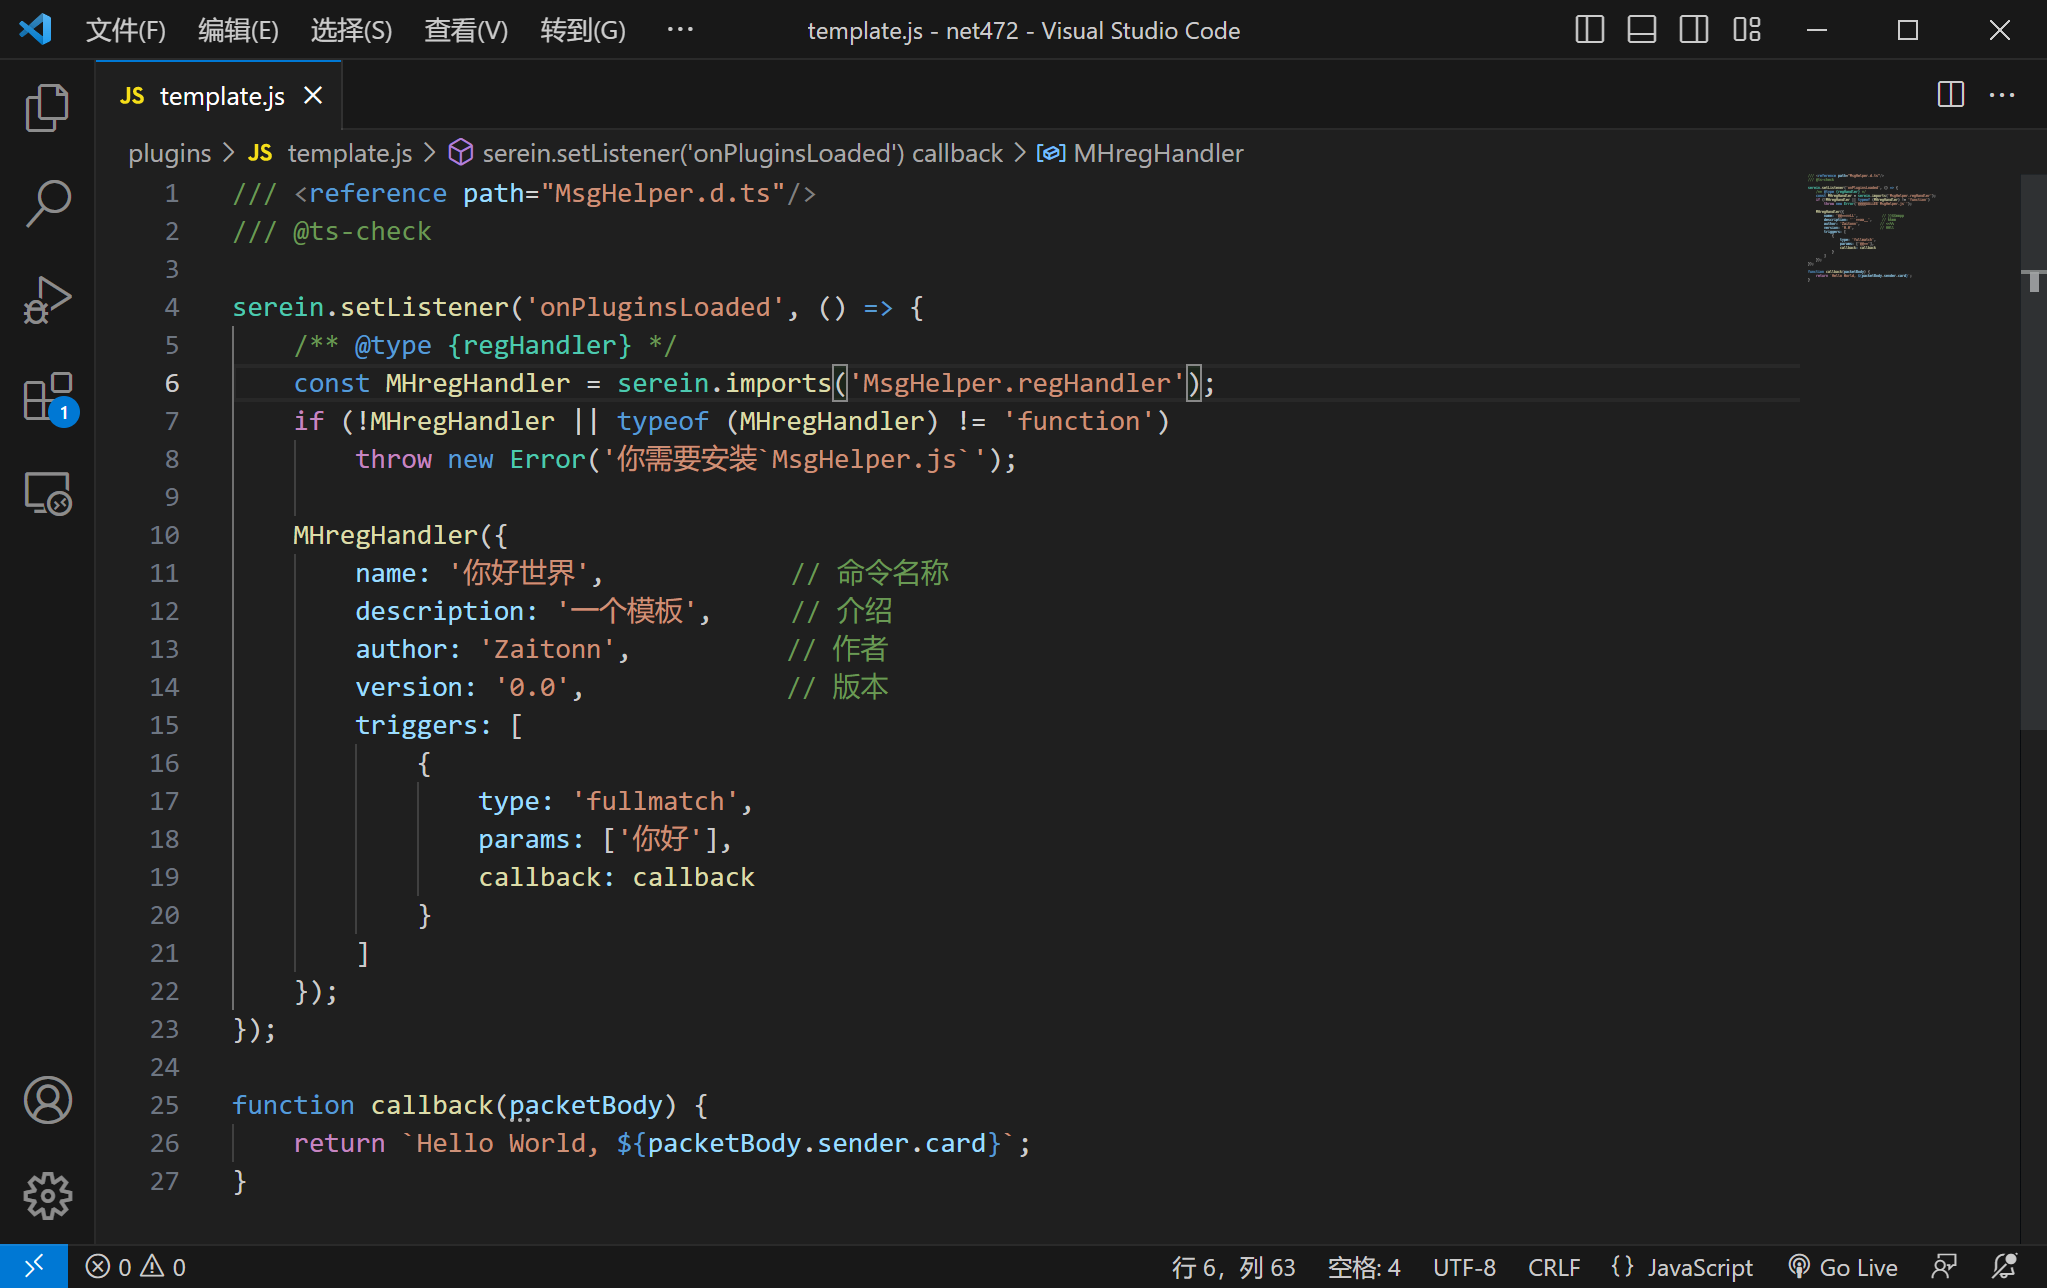 文件(F) 编辑(E) 选择(S) 查看(V) 转到(G) ··· template.js - net472 - Visual Studio Code
JS template.js
plugins > JS template.js > serein.setListener('onPluginsLoaded') callback > MHregHandler
1 /// <reference path="MsgHelper.d.ts"/>
2 /// @ts-check
3
4 serein.setListener('onPluginsLoaded', () => {
5 /** @type {regHandler} */
6 const MHregHandler = serein.imports('MsgHelper.regHandler');
7 if (!MHregHandler || typeof (MHregHandler) != 'function')
8 throw new Error('你需要安装`MsgHelper.js`');
9
10 MHregHandler({
11 name: '你好世界', // 命令名称
12 description: '一个模板', // 介绍
13 author: 'Zaitonn', // 作者
14 version: '0.0', // 版本
15 triggers: [
16 {
17 type: 'fullmatch',
18 params: ['你好'],
19 callback: callback
20 }
21 ]
22 });
23 });
24
25 function callback(packetBody) {
26 return `Hello World, ${packetBody.sender.card}`;
27 }
1
0 0 行 6，列 63 空格: 4 UTF-8 CRLF {} JavaScript Go Live